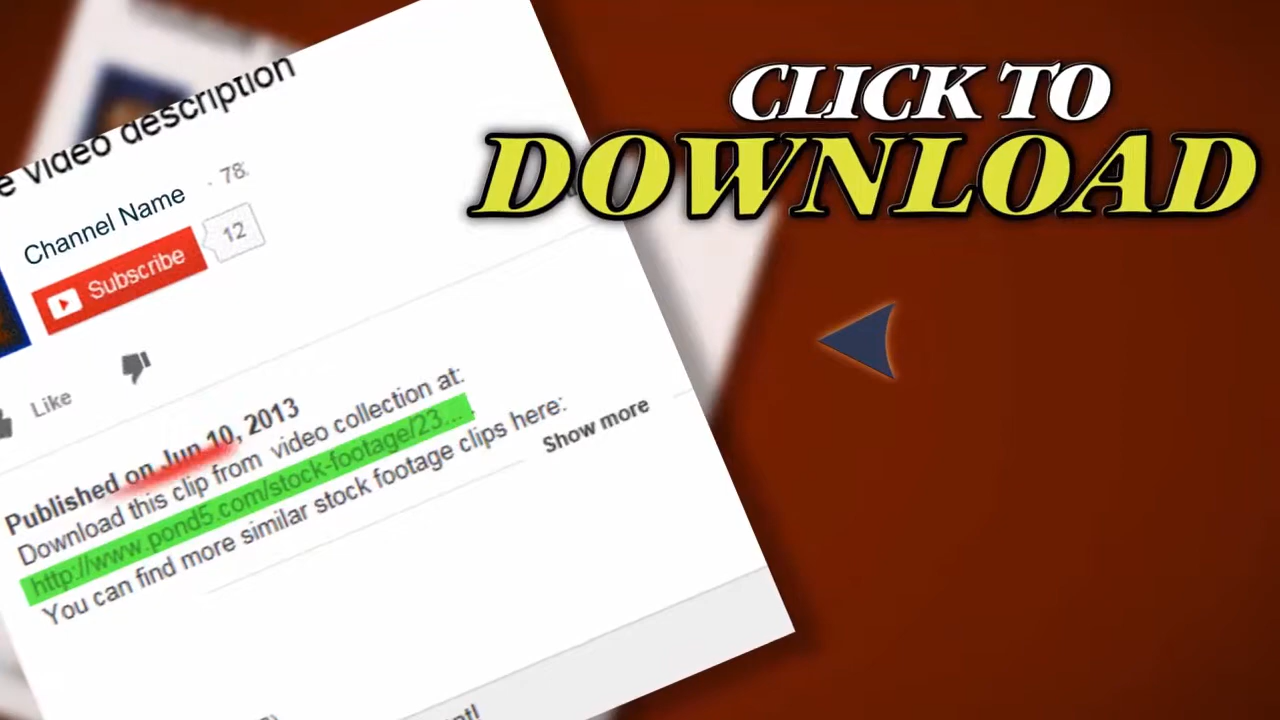 CLICK TO
DOWNLOAD
e video description
Channel Name
78
Subscribe
12
Like
Published on Jun 10, 2013
Download this clip from video collection at:
http://www.pond5.com/stock-footage/23...
You can find more similar stock footage clips here:
Show more